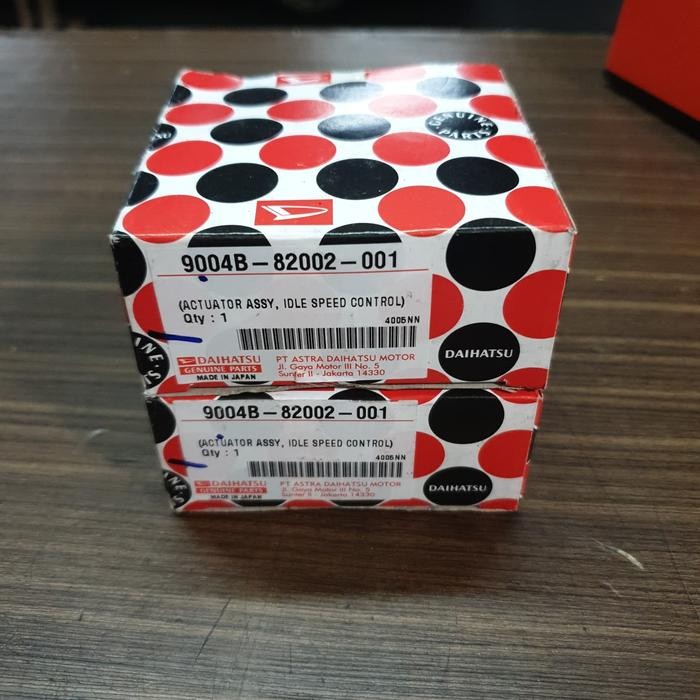 GENUINE PARTS
9004B-82002-001
(ACTUATOR ASSY, IDLE SPEED CONTROL)
Qty : 1
4005NN
DAIHATSU
GENUINE PARTS
MADE IN JAPAN
PT ASTRA DAIHATSU MOTOR
Jl. Gaya Motor III No. 5
Sunter II - Jakarta 14330
DAIHATSU
9004B-82002-001
(ACTUATOR ASSY, IDLE SPEED CONTROL)
Qty : 1
4005NN
DAIHATSU
GENUINE PARTS
MADE IN JAPAN
PT ASTRA DAIHATSU MOTOR
Jl. Gaya Motor III No. 5
Sunter II - Jakarta 14330
DAIHATSU